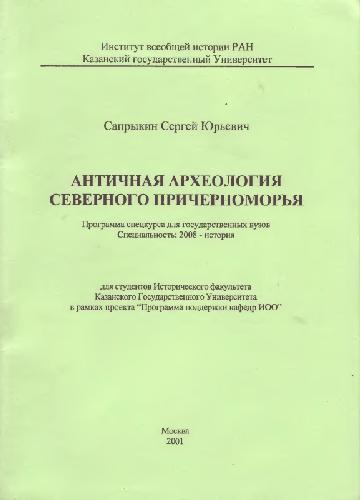 Институт всеобщей истории РАН
Казанский государственный Университет
Сапрыкин Сергей Юрьевич
АНТИЧНАЯ АРХЕОЛОГИЯ
СЕВЕРНОГО ПРИЧЕРНОМОРЬЯ
Программа спецкурса для государственных вузов
Специальность: 2008 - история
для студентов Исторического факультета
Казанского Государственного Университета
в рамках проекта "Программа поддержки кафедр ИОО"
Москва
2001